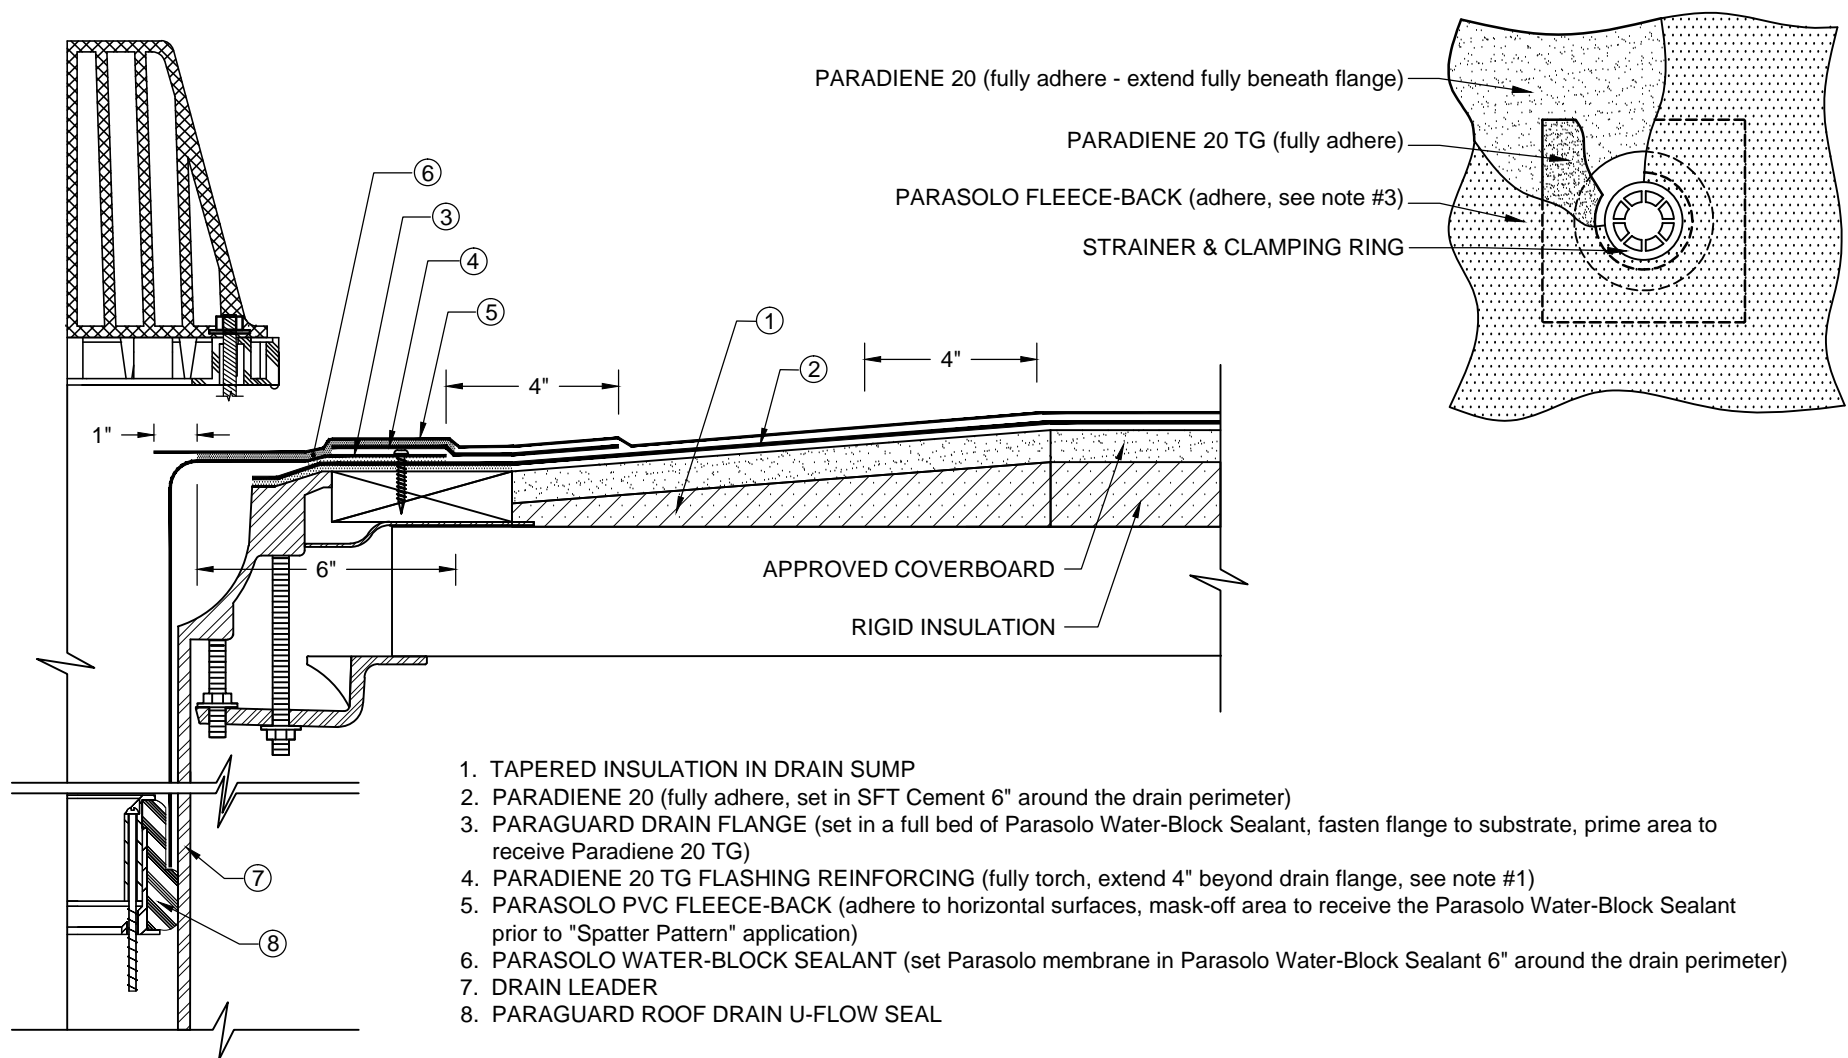 PARADIENE 20 (fully adhere - extend fully beneath flange)
PARADIENE 20 TG (fully adhere)
PARASOLO FLEECE-BACK (adhere, see note #3)
STRAINER & CLAMPING RING
6
3
4
5
1
2
4"
4"
1"
6"
APPROVED COVERBOARD
RIGID INSULATION
7
8
1. TAPERED INSULATION IN DRAIN SUMP
2. PARADIENE 20 (fully adhere, set in SFT Cement 6" around the drain perimeter)
3. PARAGUARD DRAIN FLANGE (set in a full bed of Parasolo Water-Block Sealant, fasten flange to substrate, prime area to
receive Paradiene 20 TG)
4. PARADIENE 20 TG FLASHING REINFORCING (fully torch, extend 4" beyond drain flange, see note #1)
5. PARASOLO PVC FLEECE-BACK (adhere to horizontal surfaces, mask-off area to receive the Parasolo Water-Block Sealant
prior to "Spatter Pattern" application)
6. PARASOLO WATER-BLOCK SEALANT (set Parasolo membrane in Parasolo Water-Block Sealant 6" around the drain perimeter)
7. DRAIN LEADER
8. PARAGUARD ROOF DRAIN U-FLOW SEAL